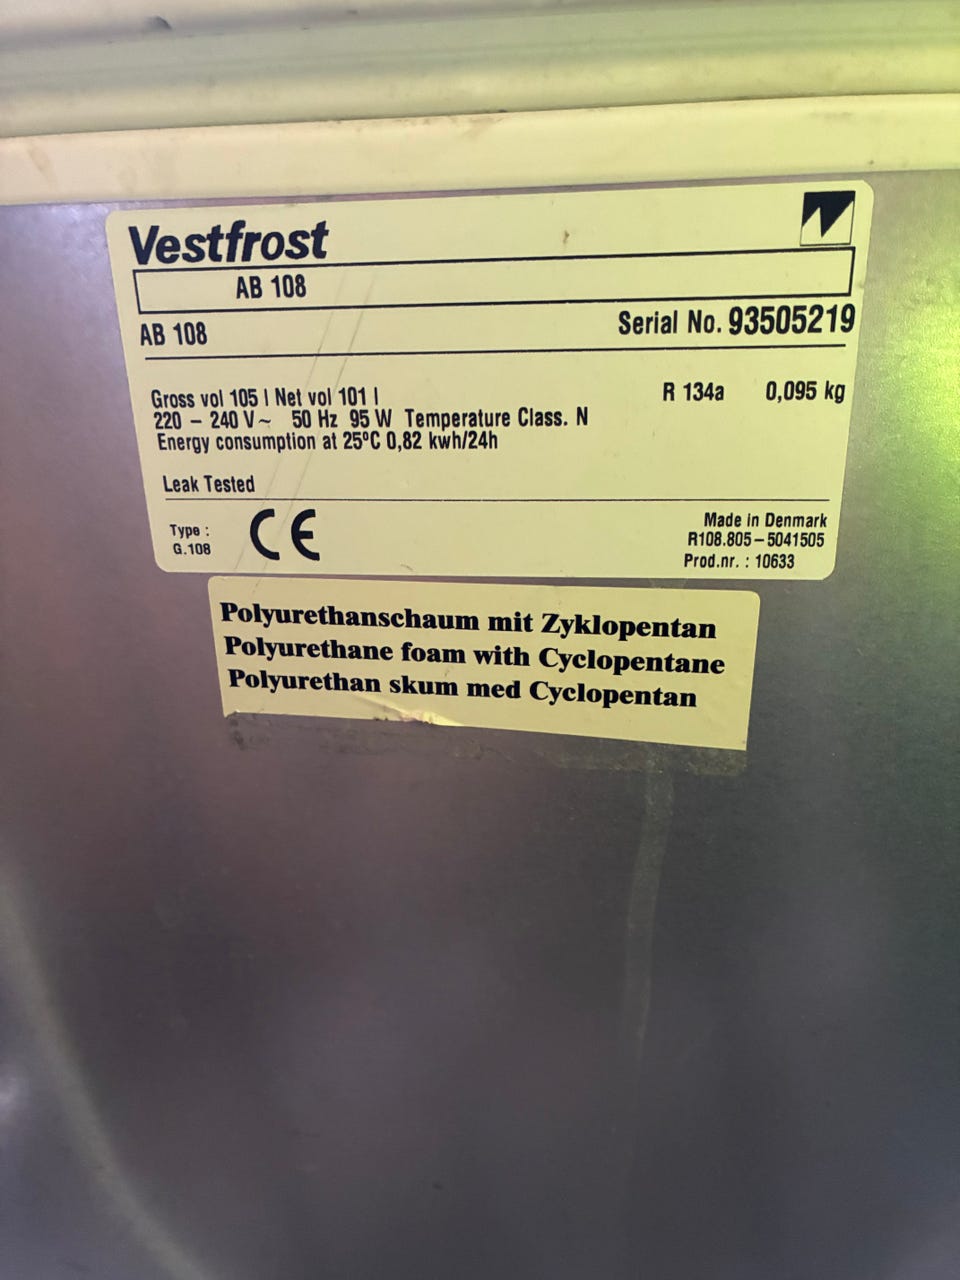 Vestfrost
AB 108
AB 108
Serial No. 93505219
Gross vol 105 l Net vol 101 l
R 134a 0,095 kg
220 – 240 V ~ 50 Hz 95 W Temperature Class. N
Energy consumption at 25ºC 0,82 kwh/24h
Leak Tested
Type :
G.108
CE
Made in Denmark
R108.805–5041505
Prod.nr. : 10633
Polyurethanschaum mit Zyklopentan
Polyurethane foam with Cyclopentane
Polyurethan skum med Cyclopentan